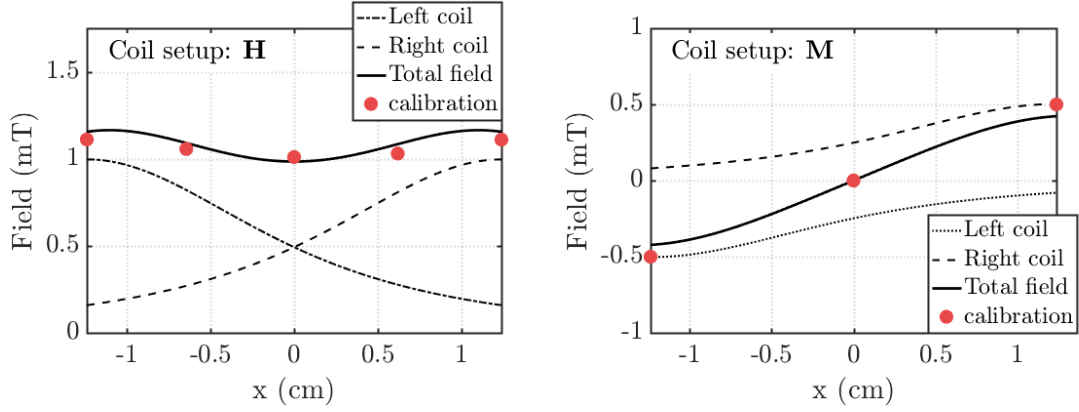 Coil setup: H
Left coil
Right coil
Total field
calibration
Field (mT)
1.5
1
0.5
0
-1
-0.5
0
0.5
1
x (cm)
Coil setup: M
Field (mT)
1
0.5
0
-0.5
-1
Left coil
Right coil
Total field
calibration
-1
-0.5
0
0.5
1
x (cm)